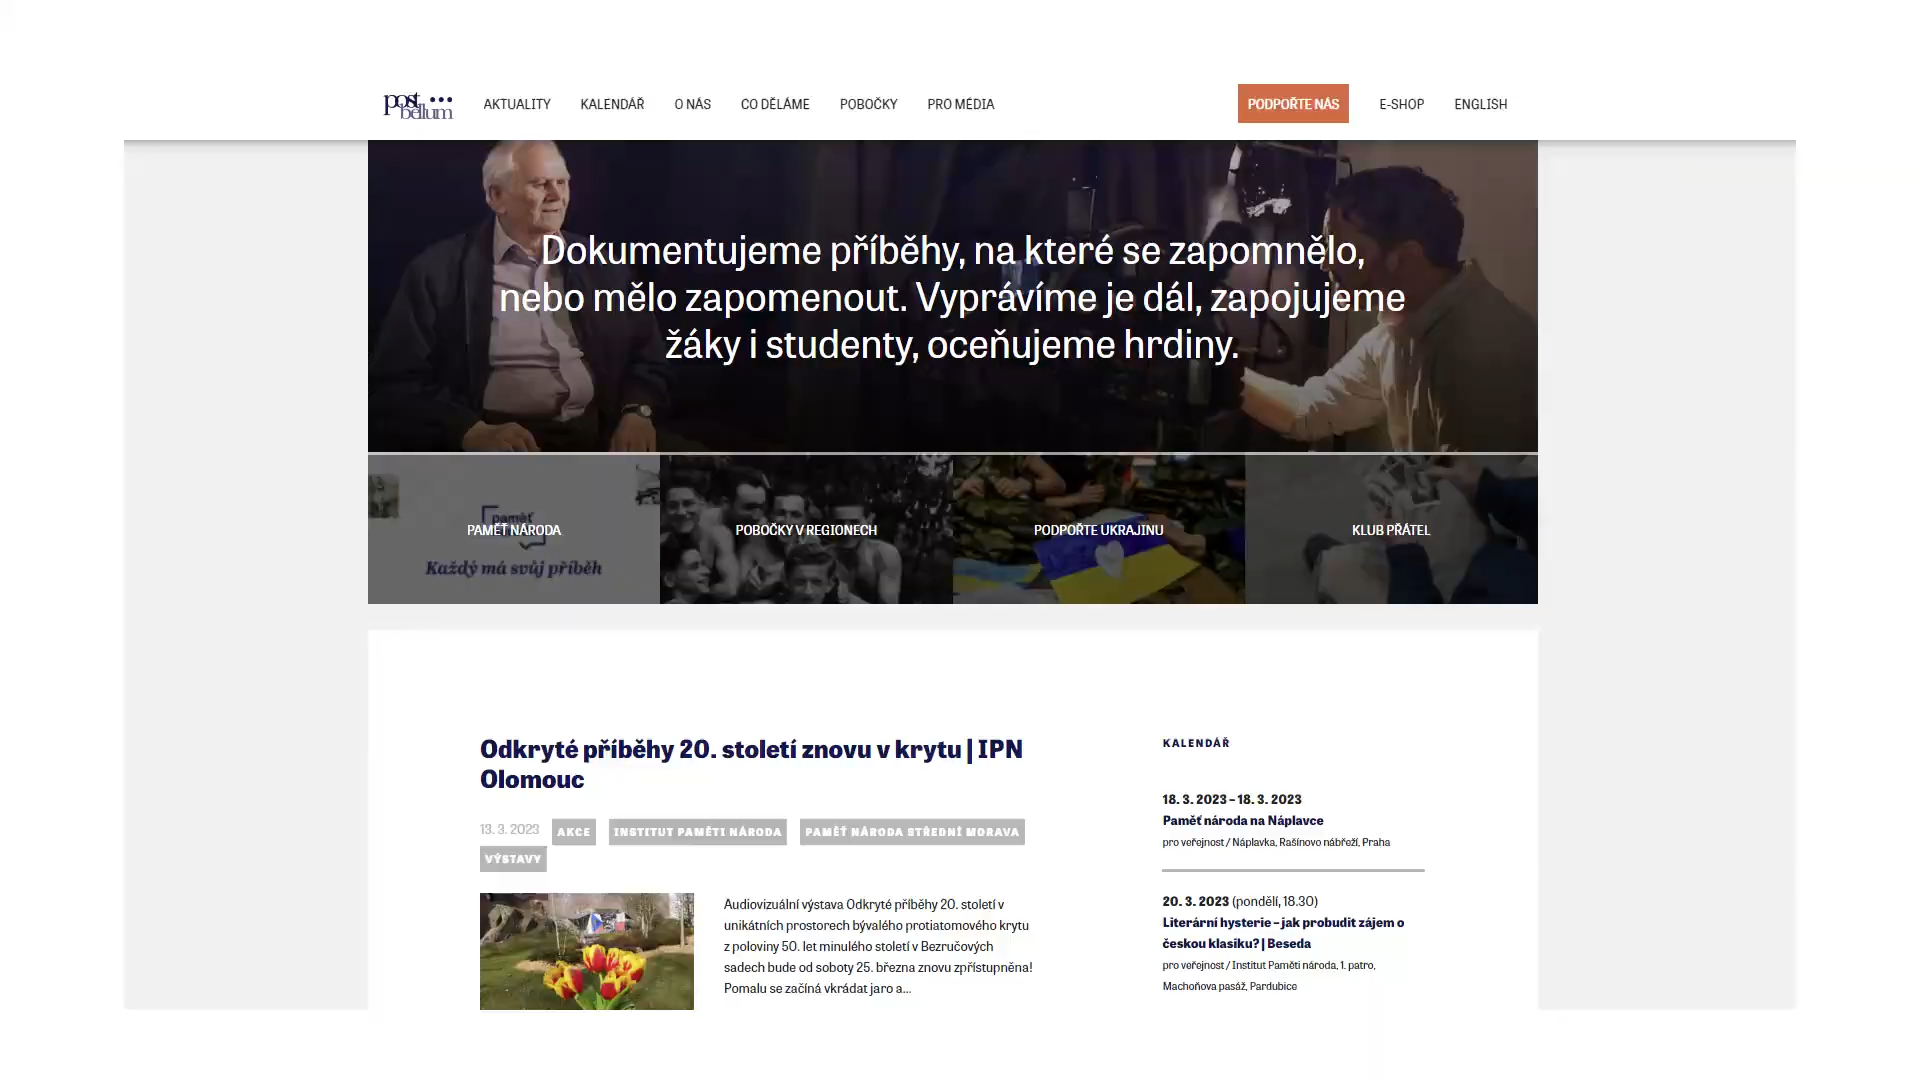 post bellum
AKTUALITY
KALENDÁŘ
O NÁS
CO DĚLÁME
POBOČKY
PRO MÉDIA
PODPOŘTE NÁS
E-SHOP
ENGLISH
Dokumentujeme příběhy, na které se zapomnělo,
nebo mělo zapomenout. Vyprávíme je dál, zapojujeme
žáky i studenty, oceňujeme hrdiny.
paměť
PAMĚŤ NÁRODA
Každý má svůj příběh
POBOČKY V REGIONECH
PODPOŘTE UKRAJINU
KLUB PŘÁTEL
Odkryté příběhy 20. století znovu v krytu | IPN
Olomouc
13. 3. 2023 AKCE INSTITUT PAMĚTI NÁRODA PAMĚŤ NÁRODA STŘEDNÍ MORAVA
VÝSTAVY
Audiovizuální výstava Odkryté příběhy 20. století v
unikátních prostorech bývalého protiatomového krytu
z poloviny 50. let minulého století v Bezručových
sadech bude od soboty 25. března znovu zpřístupněna!
Pomalu se začíná vkrádat jaro a...
KALENDÁŘ
18. 3. 2023 – 18. 3. 2023
Paměť národa na Náplavce
pro veřejnost / Náplavka, Rašínovo nábřeží, Praha
20. 3. 2023 (pondělí, 18.30)
Literární hysterie – jak probudit zájem o
českou klasiku? | Beseda
pro veřejnost / Institut Paměti národa, 1. patro,
Machoňova pasáž, Pardubice